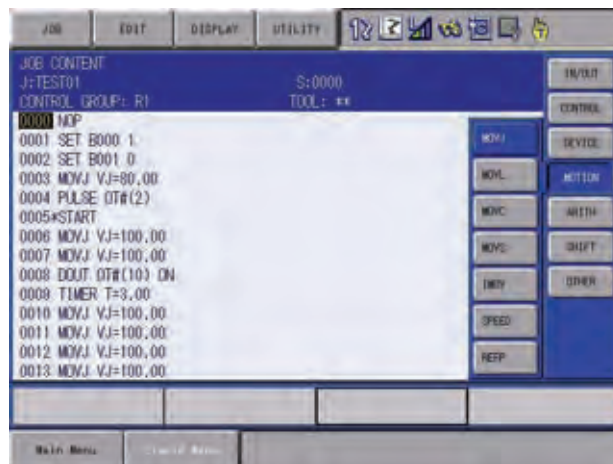 JOB
EDIT
DISPLAY
UTILITY
JOB CONTENT
J:TEST01 S:0000
CONTROL GROUP: R1 TOOL: **
0000 NOP
0001 SET B000 1
0002 SET B001 0
0003 MOVJ VJ=80.00
0004 PULSE OT#(2)
0005*START
0006 MOVJ VJ=100.00
0007 MOVJ VJ=100.00
0008 DOUT OT#(10) ON
0009 TIMER T=3.00
0010 MOVJ VJ=100.00
0011 MOVJ VJ=100.00
0012 MOVJ VJ=100.00
0013 MOVJ VJ=100.00
MOVJ
MOVL
MOVC
MOVS
IMOV
SPEED
REFP
IN/OUT
CONTROL
DEVICE
MOTION
ARITH
SHIFT
OTHER
Main Menu
Menu